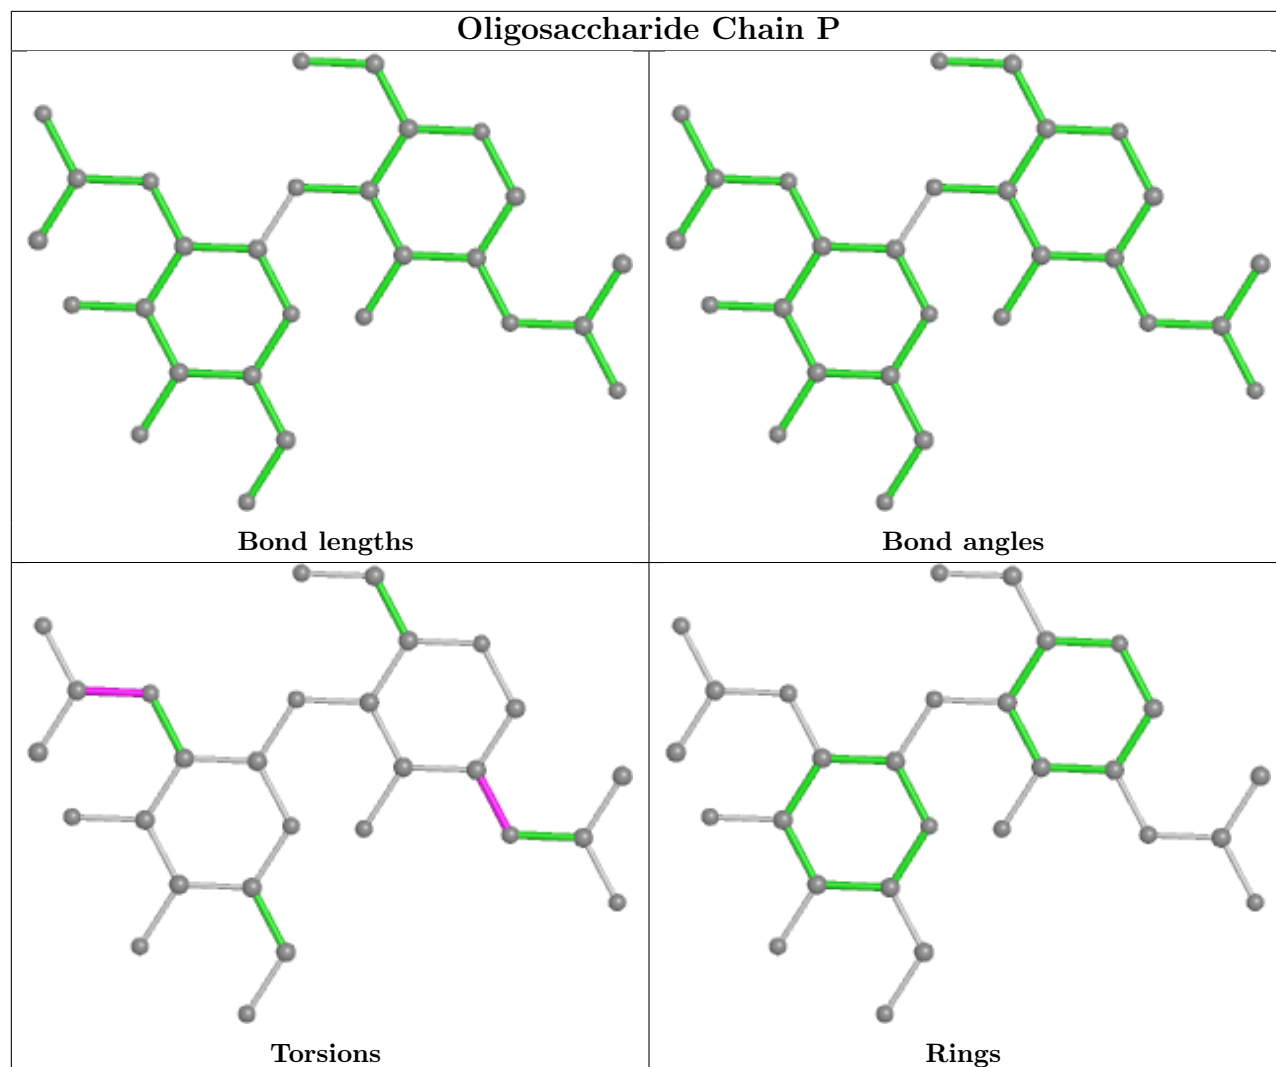 Oligosaccharide Chain P
Bond lengths
Bond angles
Torsions
Rings